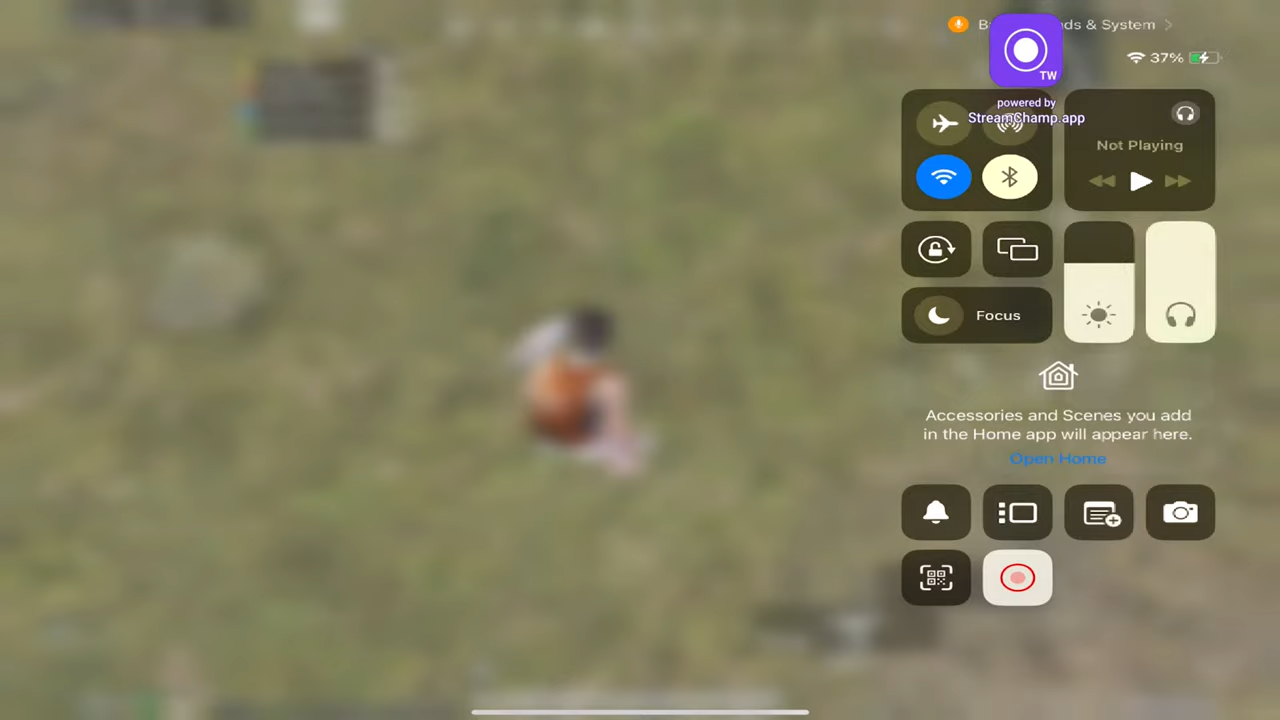 ds & System
37%
TW
powered by
StreamChamp.app
Not Playing
Focus
Accessories and Scenes you add
in the Home app will appear here.
Open Home